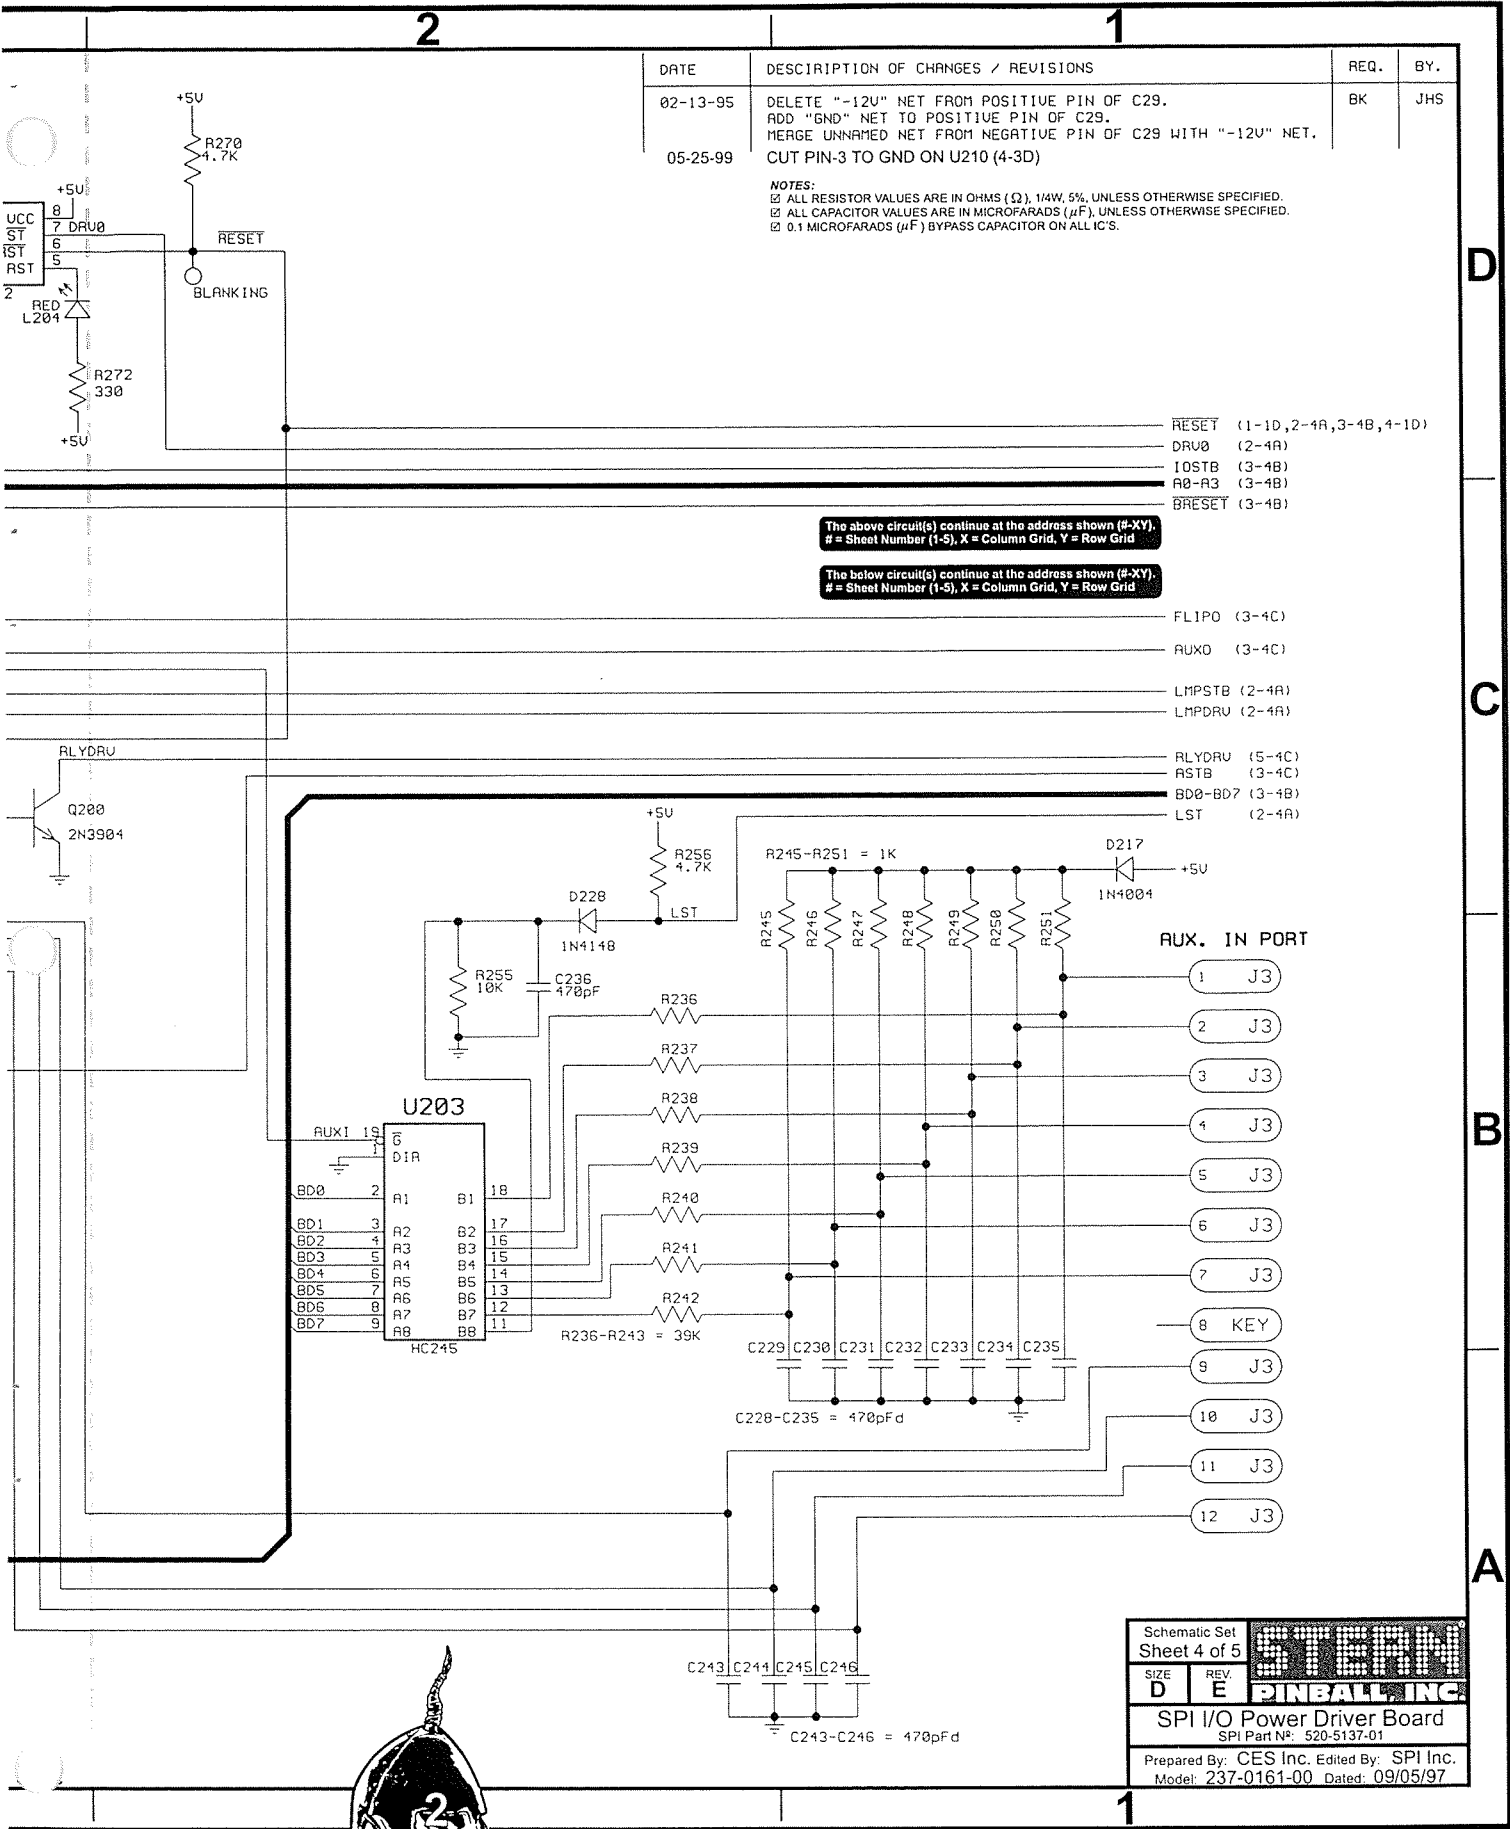 2
1
DATE DESCIRIPTION OF CHANGES / REVISIONS REQ. BY.
02-13-95 DELETE "-12V" NET FROM POSITIVE PIN OF C29. BK JHS
ADD "GND" NET TO POSITIVE PIN OF C29.
MERGE UNNAMED NET FROM NEGATIVE PIN OF C29 WITH "-12V" NET.
05-25-99 CUT PIN-3 TO GND ON U210 (4-3D)
NOTES:
☑ ALL RESISTOR VALUES ARE IN OHMS (Ω), 1/4W, 5%, UNLESS OTHERWISE SPECIFIED.
☑ ALL CAPACITOR VALUES ARE IN MICROFARADS (µF), UNLESS OTHERWISE SPECIFIED.
☑ 0.1 MICROFARADS (µF) BYPASS CAPACITOR ON ALL IC'S.
+5V
R270
4.7K
+5V
VCC 8
ST 7 DRV0
6
RST 5
2
RESET
BLANKING
RED
L204
R272
330
+5V
D
RESET (1-1D,2-4A,3-4B,4-1D)
DRV0 (2-4A)
IOSTB (3-4B)
A0-A3 (3-4B)
BRESET (3-4B)
The above circuit(s) continue at the address shown (#-XY).
# = Sheet Number (1-5), X = Column Grid, Y = Row Grid
The below circuit(s) continue at the address shown (#-XY).
# = Sheet Number (1-5), X = Column Grid, Y = Row Grid
FLIPO (3-4C)
AUXO (3-4C)
LMPSTB (2-4A)
LMPDRV (2-4A)
C
RLYDRV
RLYDRV (5-4C)
ASTB (3-4C)
BD0-BD7 (3-4B)
LST (2-4A)
Q200
2N3904
+5V
R256
4.7K
LST
D228
1N4148
R255
10K
C236
470pF
R245-R251 = 1K
D217
1N4004
+5V
R245 R246 R247 R248 R249 R250 R251
AUX. IN PORT
1 J3
2 J3
3 J3
4 J3
5 J3
6 J3
7 J3
8 KEY
9 J3
10 J3
11 J3
12 J3
R236
R237
R238
R239
R240
R241
R242
R236-R243 = 39K
B
U203
AUXI 19 G
1 DIR
BD0 2 A1 B1 18
BD1 3 A2 B2 17
BD2 4 A3 B3 16
BD3 5 A4 B4 15
BD4 6 A5 B5 14
BD5 7 A6 B6 13
BD6 8 A7 B7 12
BD7 9 A8 B8 11
HC245
C229 C230 C231 C232 C233 C234 C235
C228-C235 = 470pFd
A
C243 C244 C245 C246
C243-C246 = 470pFd
Schematic Set
Sheet 4 of 5
SIZE
D
REV.
E
STERN
PINBALL, INC.
SPI I/O Power Driver Board
SPI Part Nº: 520-5137-01
Prepared By: CES Inc. Edited By: SPI Inc.
Model: 237-0161-00 Dated: 09/05/97
2
1